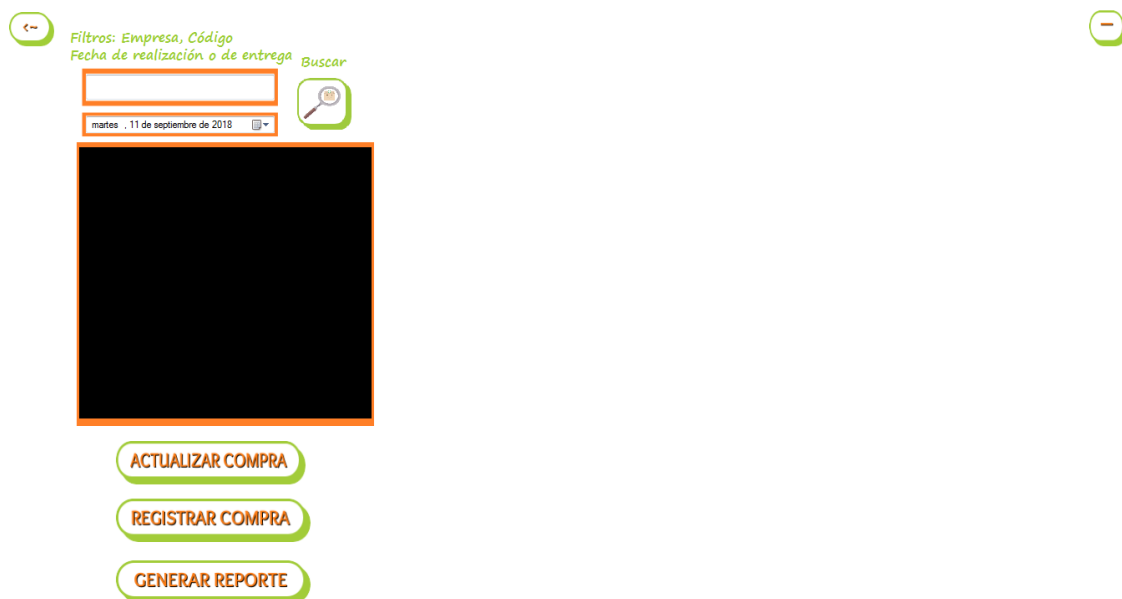 Filtros: Empresa, Código
Fecha de realización o de entrega
Buscar
martes , 11 de septiembre de 2018
ACTUALIZAR COMPRA
REGISTRAR COMPRA
GENERAR REPORTE